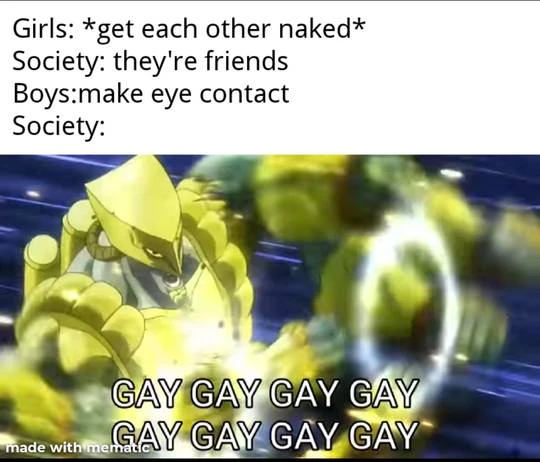 Girls: *get each other naked*
Society: they're friends
Boys:make eye contact
Society:
GAY GAY GAY GAY
GAY GAY GAY GAY
made with mematic